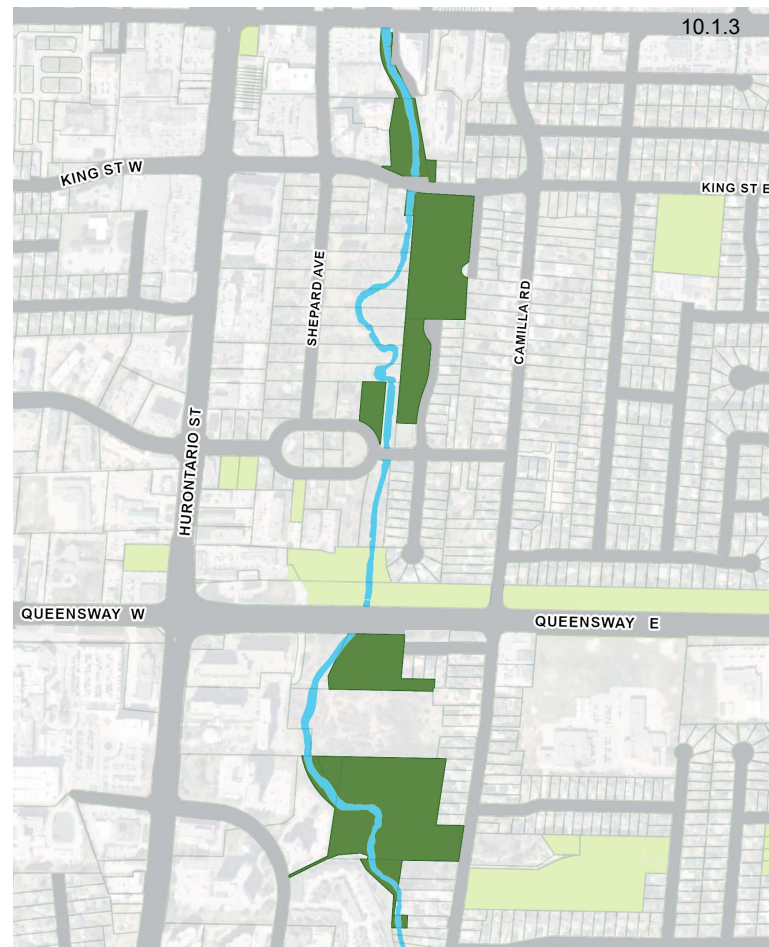 10.1.3
KING ST W
KING ST E
SHEPARD AVE
CAMILLA RD
HURONTARIO ST
QUEENSWAY W
QUEENSWAY E